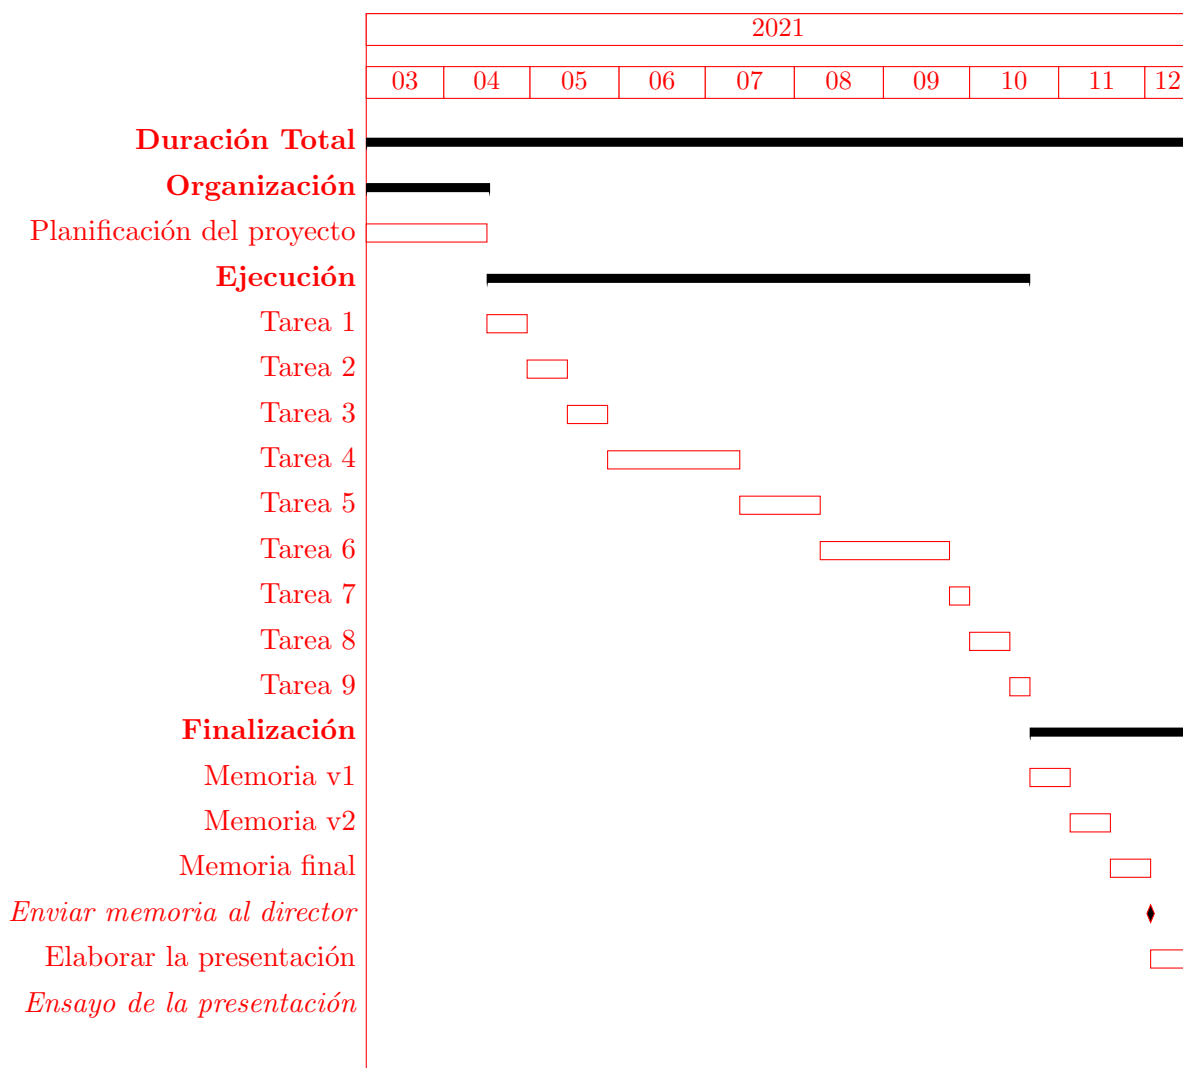 2021
03 04 05 06 07 08 09 10 11 12
Duración Total
Organización
Planificación del proyecto
Ejecución
Tarea 1
Tarea 2
Tarea 3
Tarea 4
Tarea 5
Tarea 6
Tarea 7
Tarea 8
Tarea 9
Finalización
Memoria v1
Memoria v2
Memoria final
Enviar memoria al director
Elaborar la presentación
Ensayo de la presentación